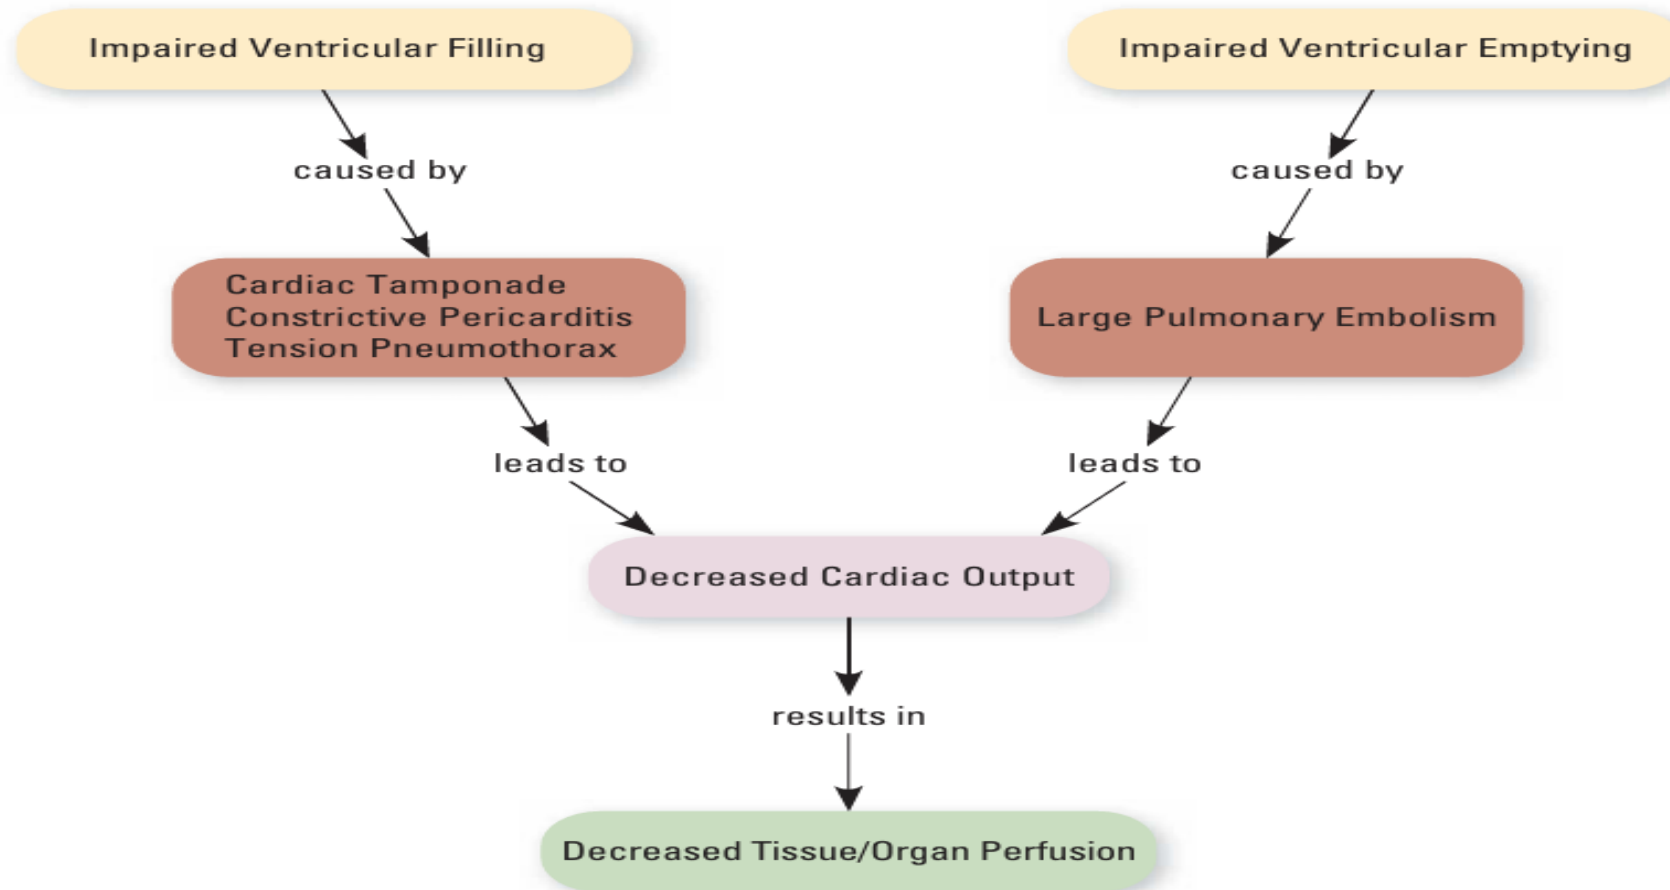 Impaired Ventricular Filling
Impaired Ventricular Emptying
caused by
caused by
Cardiac Tamponade
Constrictive Pericarditis
Tension Pneumothorax
Large Pulmonary Embolism
leads to
leads to
Decreased Cardiac Output
results in
Decreased Tissue/Organ Perfusion